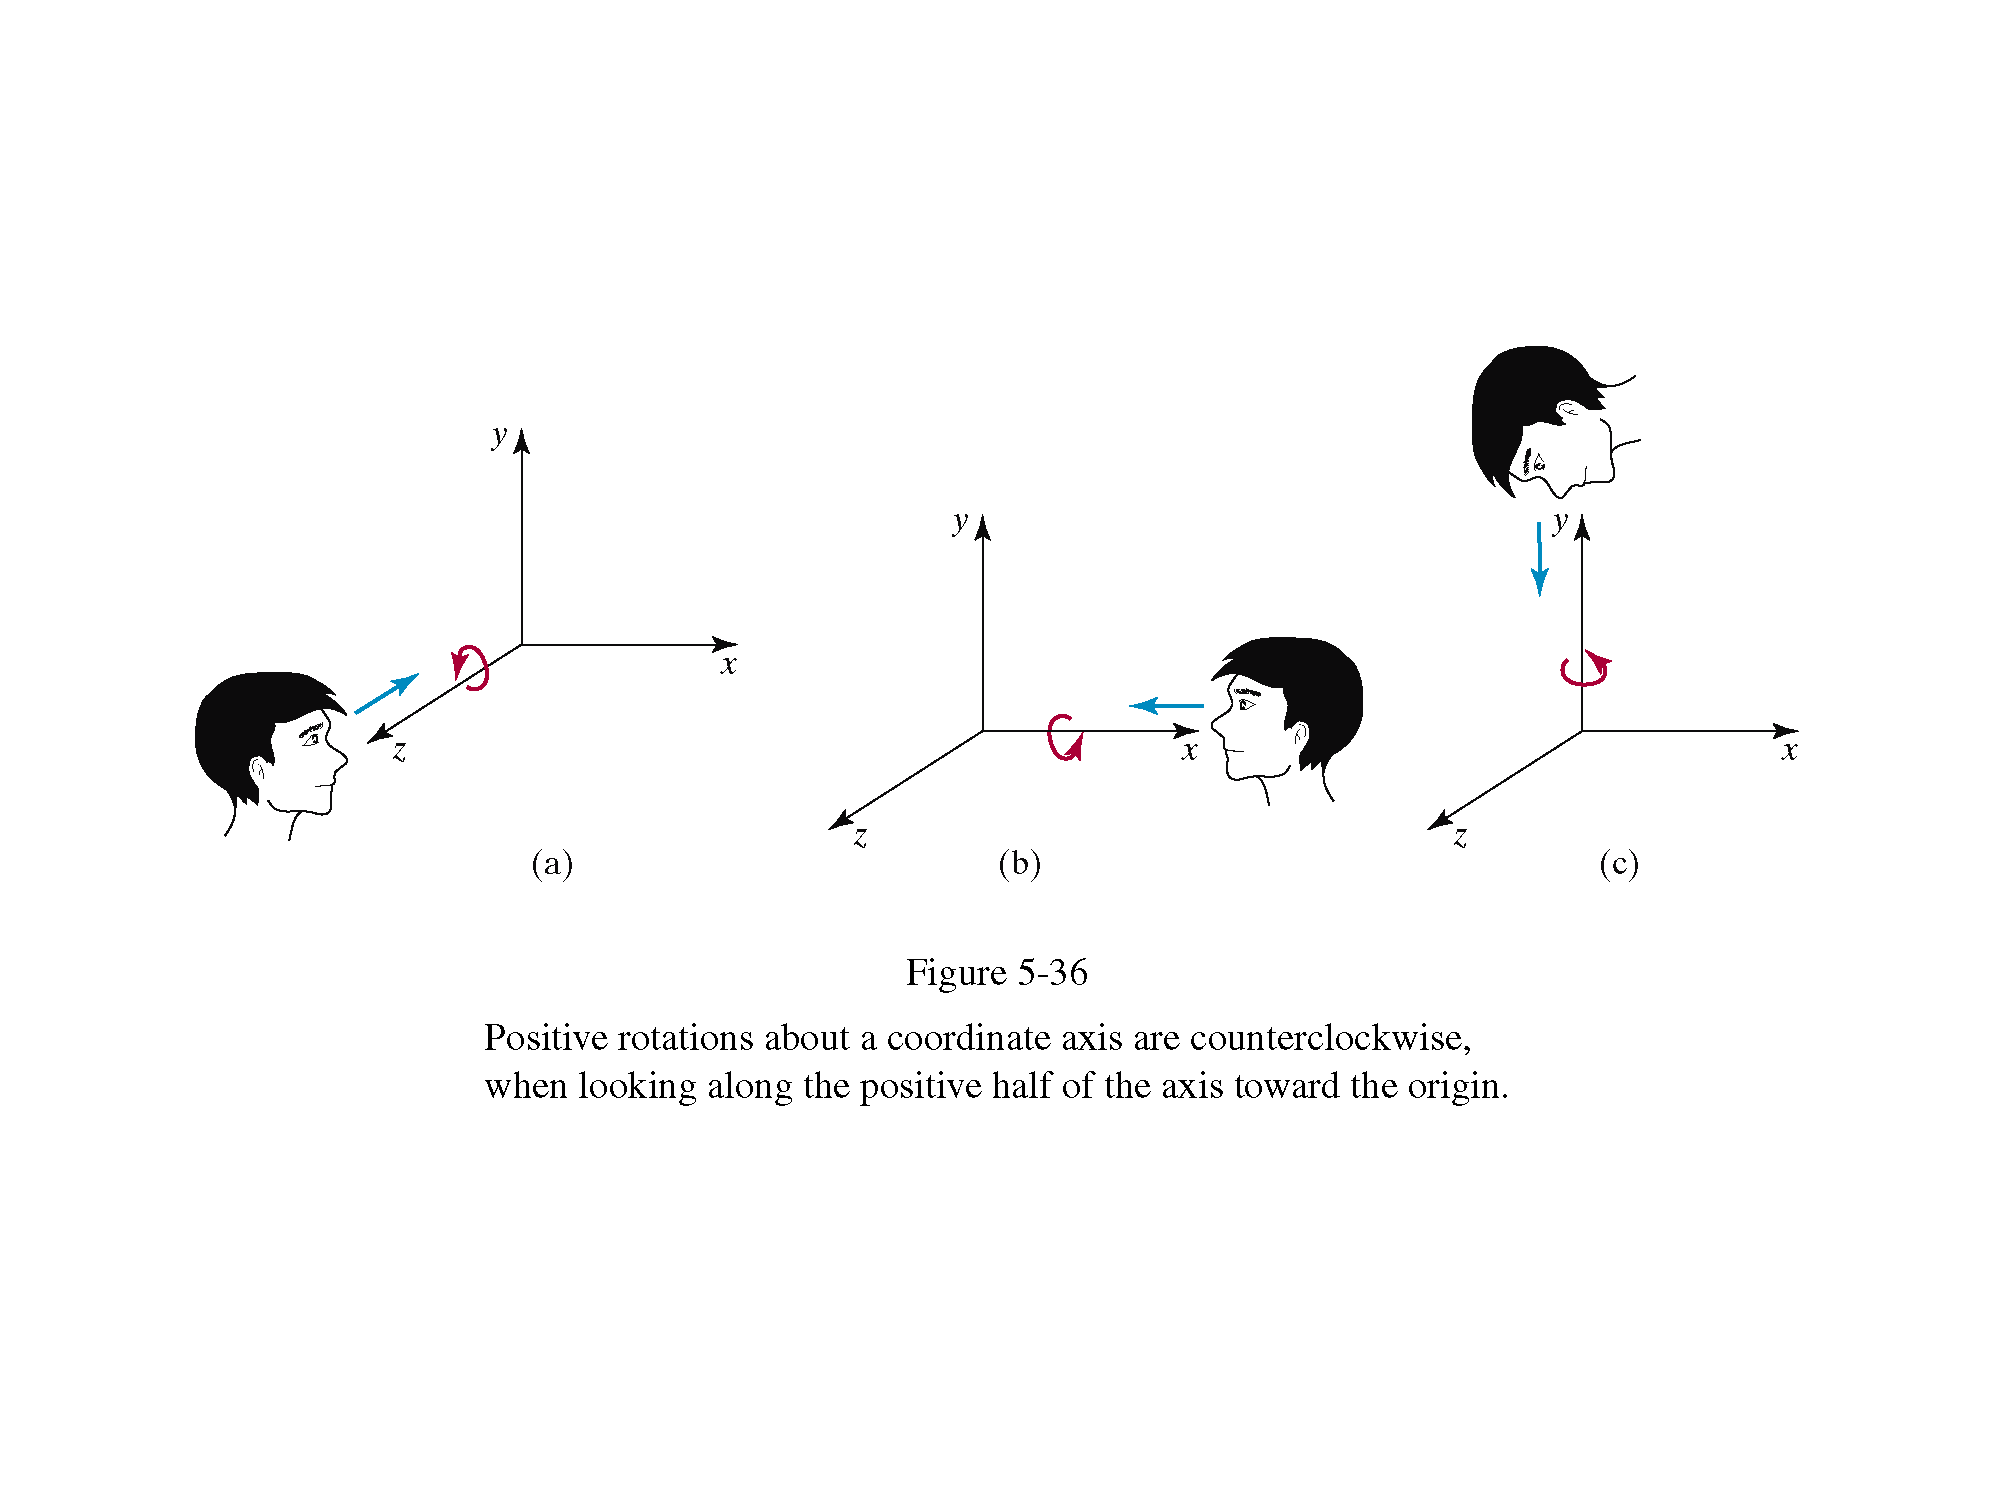 y
x
z
(a)
y
x
z
(b)
y
x
z
(c)
Figure 5-36
Positive rotations about a coordinate axis are counterclockwise,
when looking along the positive half of the axis toward the origin.